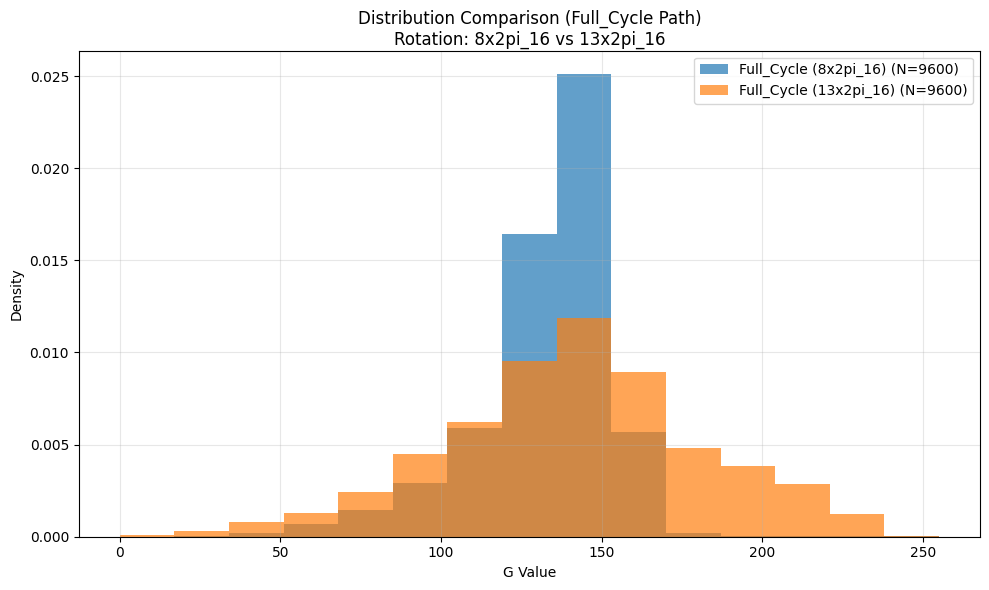 Distribution Comparison (Full_Cycle Path)
Rotation: 8x2pi_16 vs 13x2pi_16
Full_Cycle (8x2pi_16) (N=9600)
Full_Cycle (13x2pi_16) (N=9600)
Density
0.025
0.020
0.015
0.010
0.005
0.000
0 50 100 150 200 250
G Value